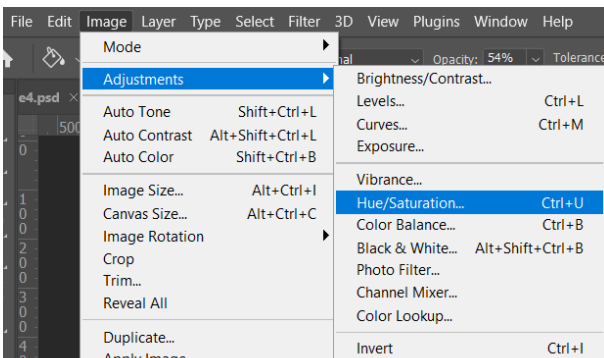 File Edit Image Layer Type Select Filter 3D View Plugins Window Help
Mode
Opacity: 54% Tolerance
Adjustments
e4.psd ×
Auto Tone Shift+Ctrl+L
Auto Contrast Alt+Shift+Ctrl+L
Auto Color Shift+Ctrl+B
Image Size... Alt+Ctrl+I
Canvas Size... Alt+Ctrl+C
Image Rotation
Crop
Trim...
Reveal All
Duplicate...
Apply Image...
Brightness/Contrast...
Levels... Ctrl+L
Curves... Ctrl+M
Exposure...
Vibrance...
Hue/Saturation... Ctrl+U
Color Balance... Ctrl+B
Black & White... Alt+Shift+Ctrl+B
Photo Filter...
Channel Mixer...
Color Lookup...
Invert Ctrl+I